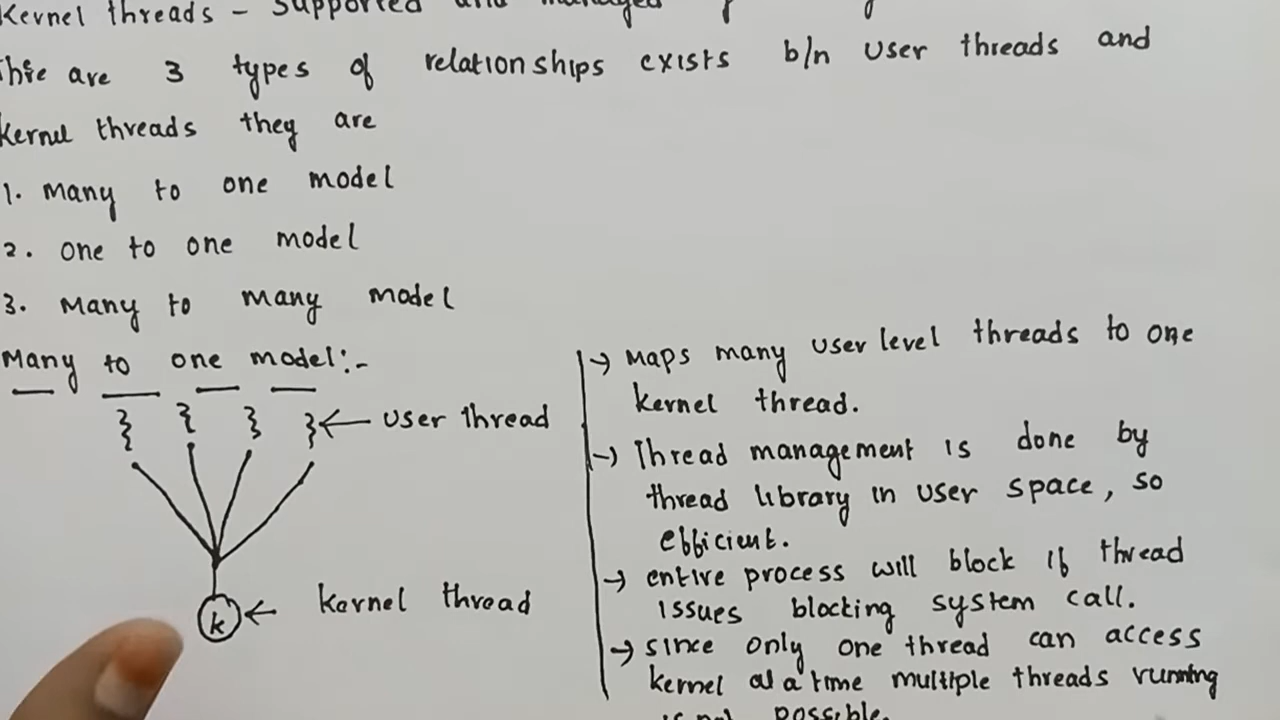 Kernel threads - Supported and managed
There are 3 types of relationships exists b/n user threads and
kernel threads they are
1. Many to one model
2. One to one model
3. Many to many model
Many to one model:-
User thread
k
kernel thread
→ Maps many user level threads to one
kernel thread.
→ Thread management is done by
thread library in user space, so
efficient.
→ entire process will block if thread
issues blocking system call.
→ since only one thread can access
kernel at a time multiple threads running
is not possible.